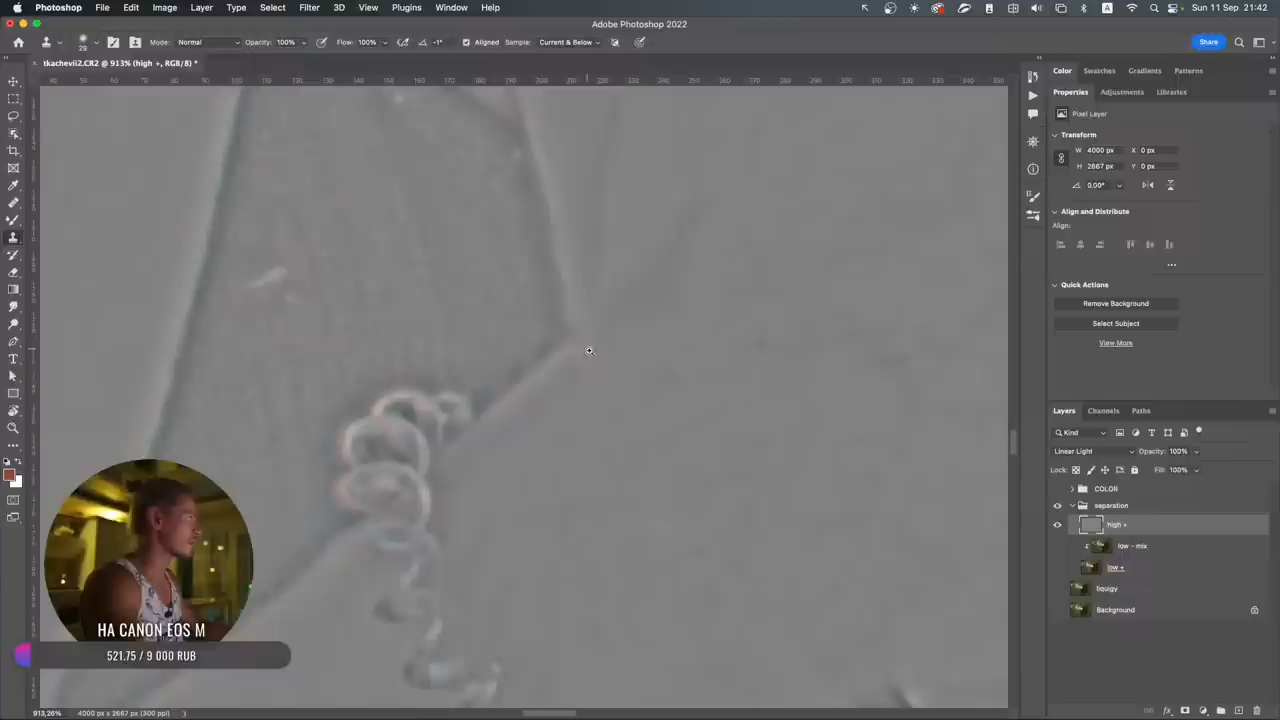 Photoshop File Edit Image Layer Type Select Filter 3D View Plugins Window Help
A
Sun 11 Sep 21:42
Adobe Photoshop 2022
29
Mode: Normal Opacity: 100% Flow: 100% -1° Aligned Sample: Current & Below
Share
tkachevii2.CR2 @ 913% (high +, RGB/8) *
Color Swatches Gradients Patterns
Properties Adjustments Libraries
Pixel Layer
Transform
W 4000 px X 0 px
H 2667 px Y 0 px
0.00°
Align and Distribute
Align:
Quick Actions
Remove Background
Select Subject
View More
Layers Channels Paths
Kind
Linear Light Opacity: 100%
Lock: Fill: 100%
COLOR
separation
high +
low - mix
low +
liquigy
Background
НА CANON EOS M
521.75 / 9 000 RUB
913,26% 4000 px x 2667 px (300 ppi)